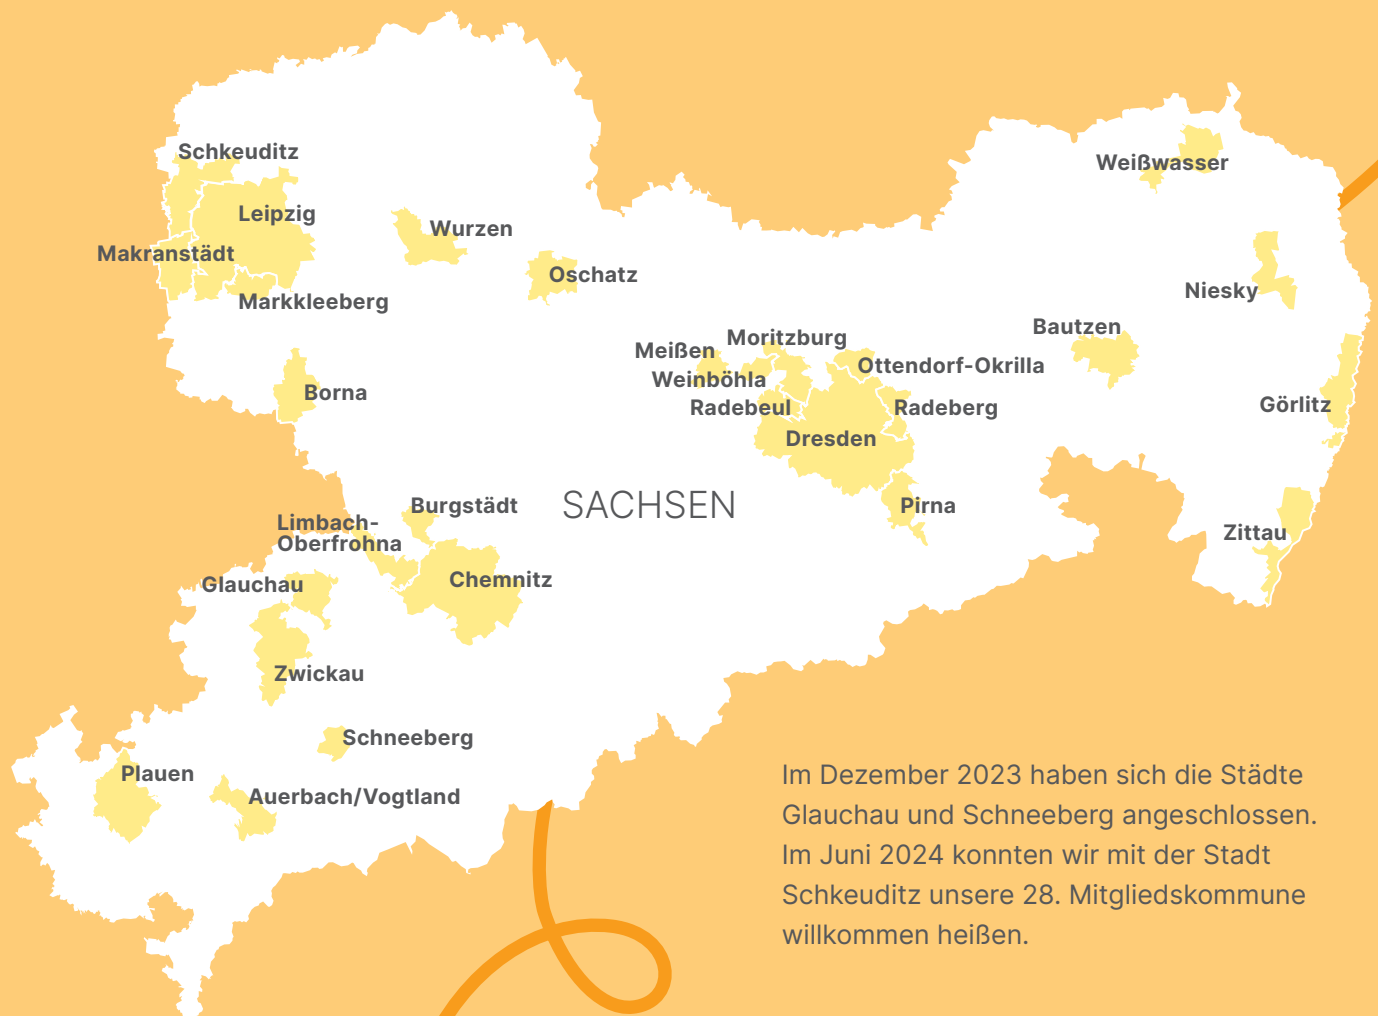 Schkeuditz
Weißwasser
Leipzig
Wurzen
Makranstädt
Oschatz
Markkleeberg
Niesky
Bautzen
Moritzburg
Meißen
Ottendorf-Okrilla
Weinböhla
Borna
Görlitz
Radebeul
Radeberg
Dresden
SACHSEN
Burgstädt
Pirna
Limbach-
Oberfrohna
Zittau
Glauchau
Chemnitz
Zwickau
Schneeberg
Plauen
Auerbach/Vogtland
Im Dezember 2023 haben sich die Städte
Glauchau und Schneeberg angeschlossen.
Im Juni 2024 konnten wir mit der Stadt
Schkeuditz unsere 28. Mitgliedskommune
willkommen heißen.